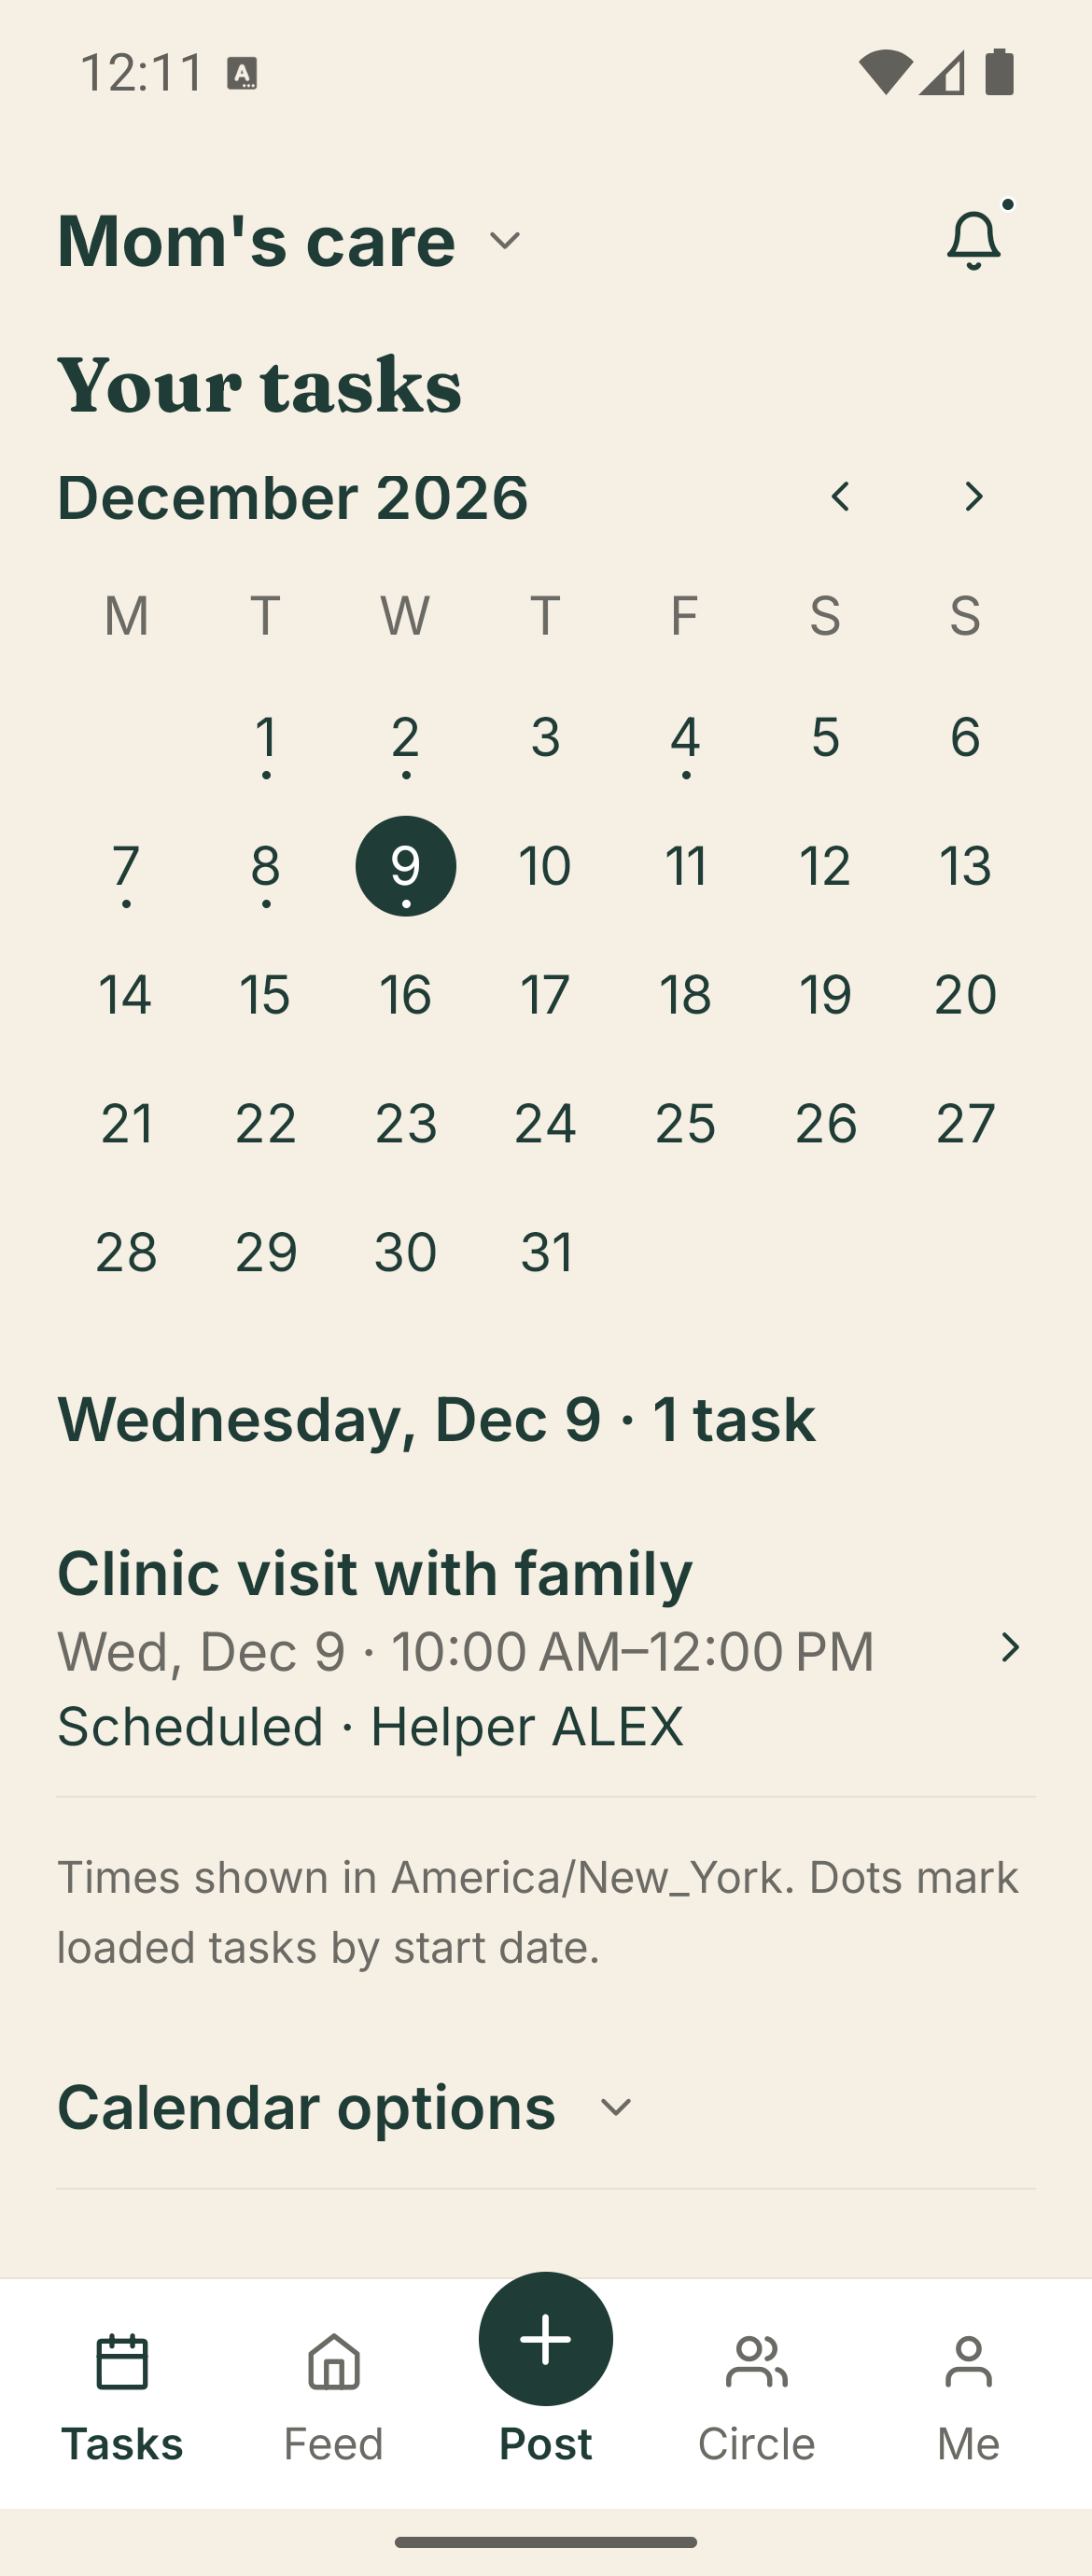 12:11
Mom's care
Your tasks
December 2026
M T W T F S S
1 2 3 4 5 6
7 8 9 10 11 12 13
14 15 16 17 18 19 20
21 22 23 24 25 26 27
28 29 30 31
Wednesday, Dec 9 · 1 task
Clinic visit with family
Wed, Dec 9 · 10:00 AM–12:00 PM
Scheduled · Helper ALEX
Times shown in America/New_York. Dots mark
loaded tasks by start date.
Calendar options
Tasks Feed Post Circle Me